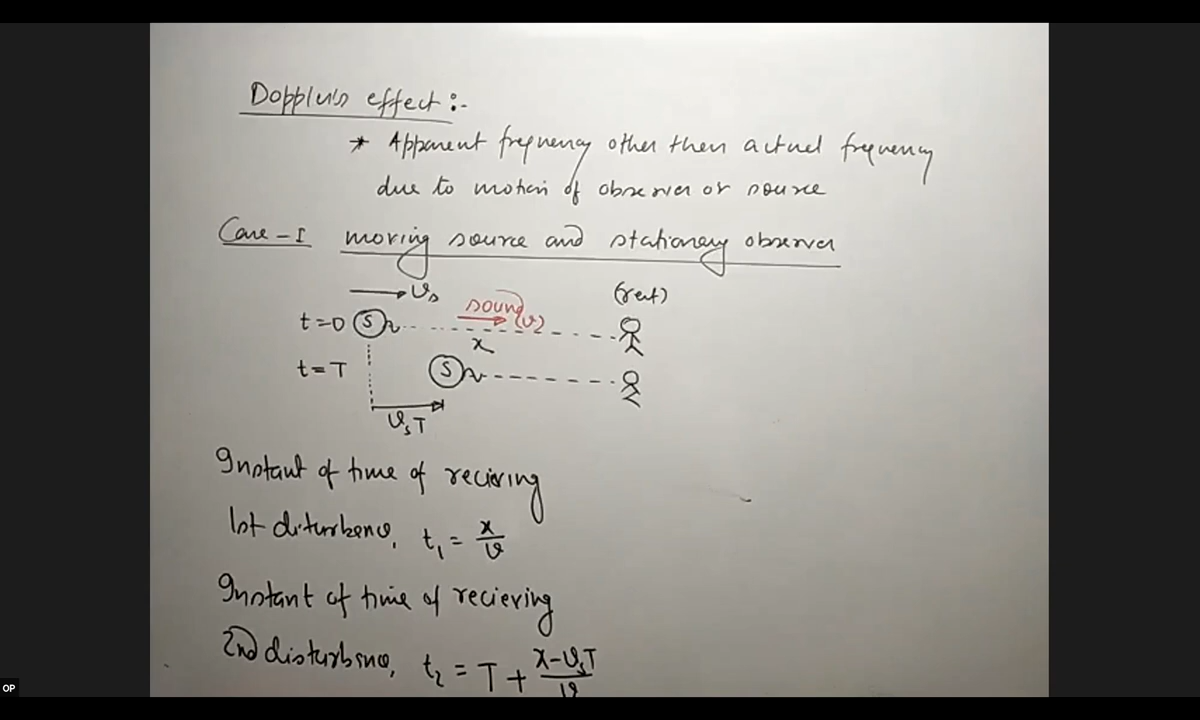 Doppler's effect :-
* Apparent frequency other then actual frequency
due to motion of observer or source
Case-I moving source and stationary observer
→ vₛ
(rest)
t=0 S sound (v)
x
t=T S
vₛT
Instant of time of recieving
1st disturbance, t₁ = x/v
Instant of time of recieving
2nd disturbance, t₂ = T + (x-vₛT)/v
OP